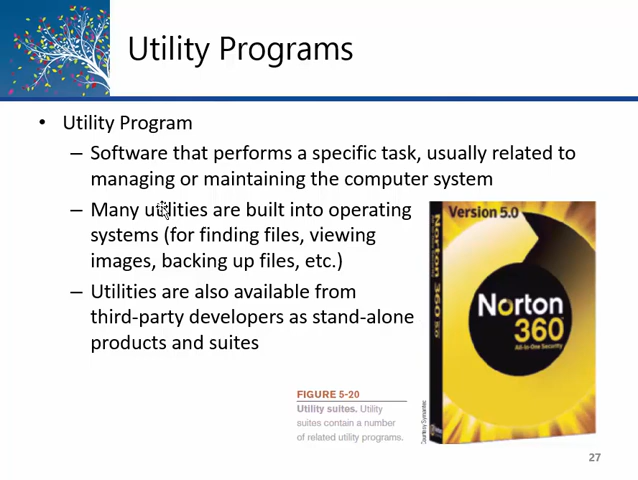 Utility Programs
• Utility Program
– Software that performs a specific task, usually related to
managing or maintaining the computer system
– Many utilities are built into operating
systems (for finding files, viewing
images, backing up files, etc.)
– Utilities are also available from
third-party developers as stand-alone
products and suites
Version 5.0
Norton 360
Norton
360
All-In-One Security
FIGURE 5-20
Utility suites. Utility
suites contain a number
of related utility programs.
Courtesy Symantec
27